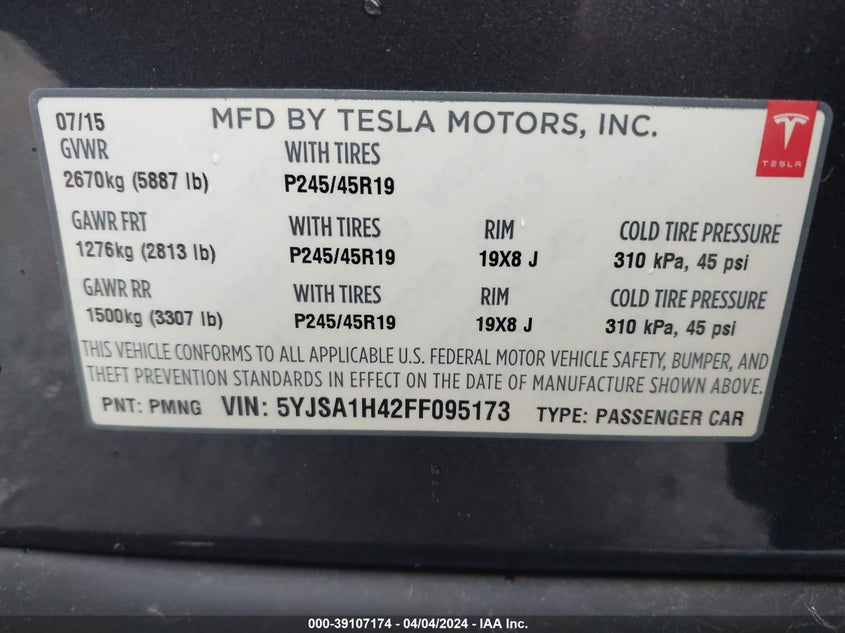 07/15 MFD BY TESLA MOTORS, INC.
TESLA
GVWR WITH TIRES
2670kg (5887 lb) P245/45R19
GAWR FRT WITH TIRES RIM COLD TIRE PRESSURE
1276kg (2813 lb) P245/45R19 19X8 J 310 kPa, 45 psi
GAWR RR WITH TIRES RIM COLD TIRE PRESSURE
1500kg (3307 lb) P245/45R19 19X8 J 310 kPa, 45 psi
THIS VEHICLE CONFORMS TO ALL APPLICABLE U.S. FEDERAL MOTOR VEHICLE SAFETY, BUMPER, AND
THEFT PREVENTION STANDARDS IN EFFECT ON THE DATE OF MANUFACTURE SHOWN ABOVE.
PNT: PMNG VIN: 5YJSA1H42FF095173 TYPE: PASSENGER CAR
000-39107174 - 04/04/2024 - IAA Inc.